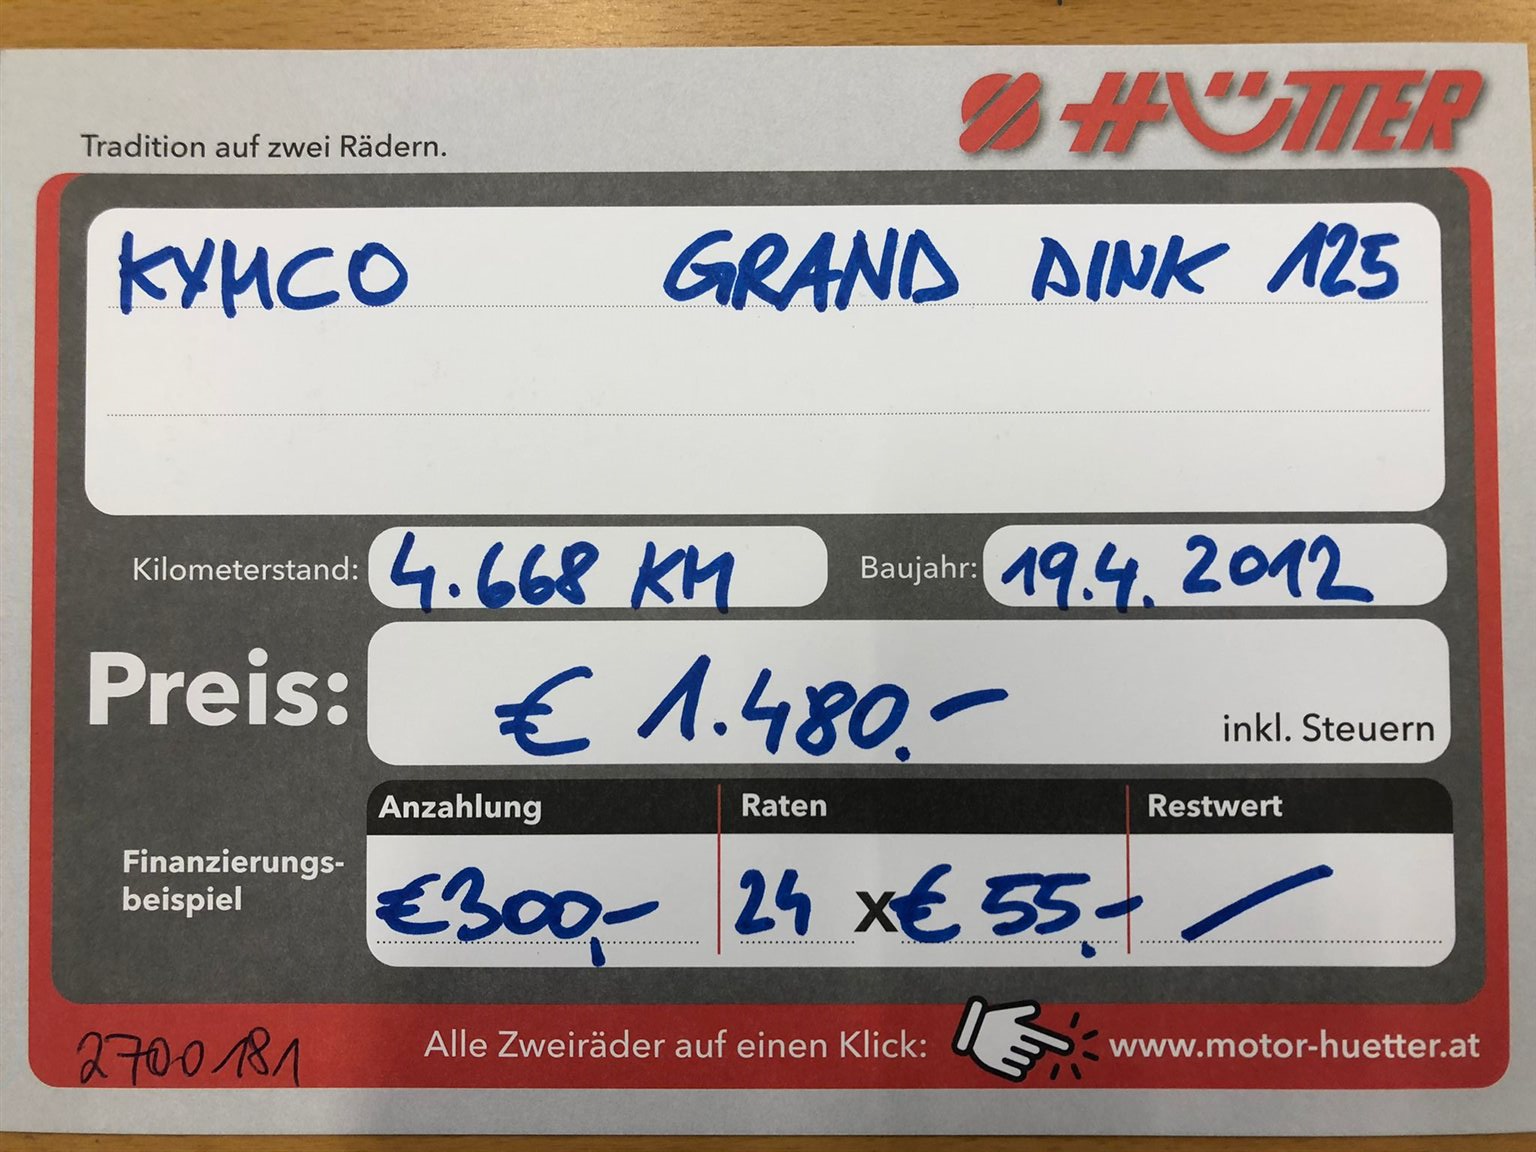 HÜTTER
Tradition auf zwei Rädern.
KYMCO GRAND DINK 125
Kilometerstand: 4.668 KM Baujahr: 19.4.2012
Preis: € 1.480.- inkl. Steuern
Anzahlung Raten Restwert
Finanzierungs-
beispiel
€300,- 24 x € 55.- /
2700181 Alle Zweiräder auf einen Klick: www.motor-huetter.at